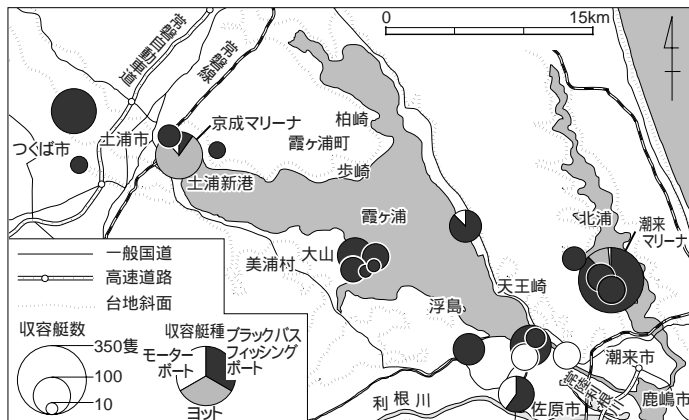 0 15km
常磐自動車道
常磐線
京成マリーナ
柏崎
土浦市
霞ヶ浦町
つくば市
歩崎
土浦新港
霞ヶ浦
北浦
潮来
マリーナ
大山
美浦村
天王崎
浮島
一般国道
高速道路
台地斜面
収容艇数
350隻
100
10
収容艇種
モーター
ボート
ブラックバス
フィッシング
ボート
ヨット
利根川
常陸利根川
潮来市
佐原市
鹿嶋市